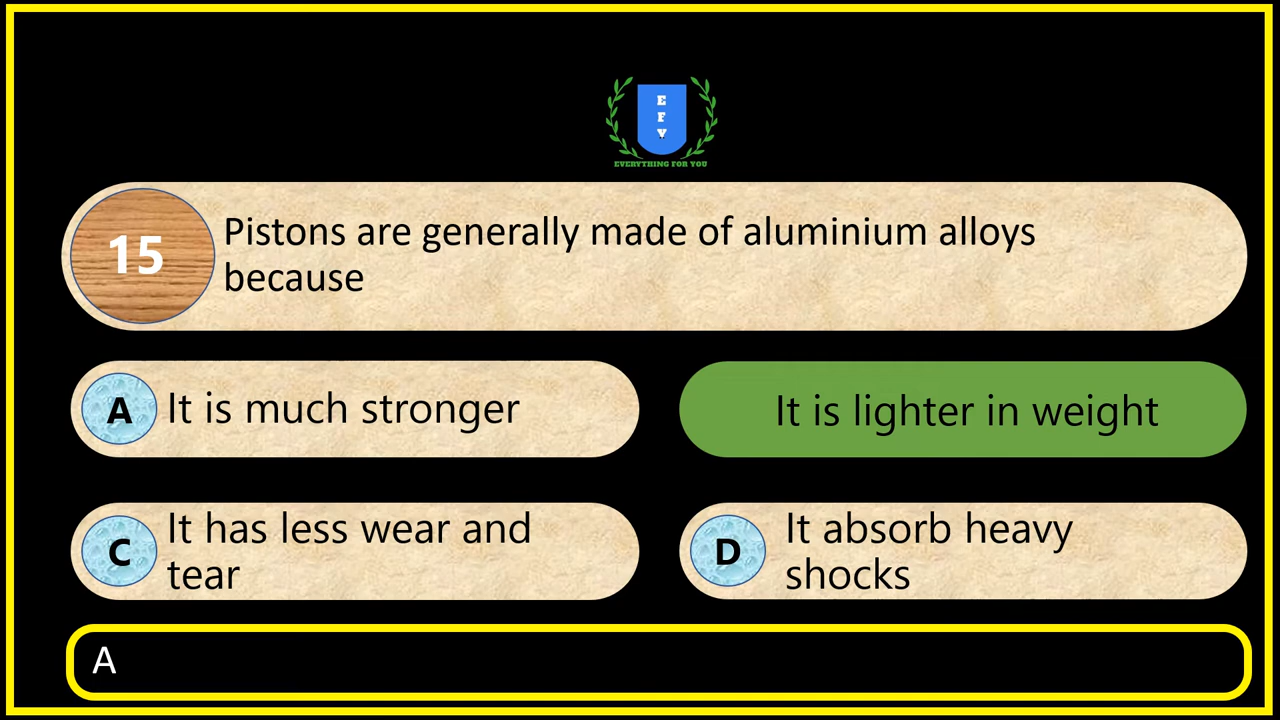 E
F
Y
EVERYTHING FOR YOU
15
Pistons are generally made of aluminium alloys
because
A
It is much stronger
It is lighter in weight
C
It has less wear and
tear
D
It absorb heavy
shocks
A